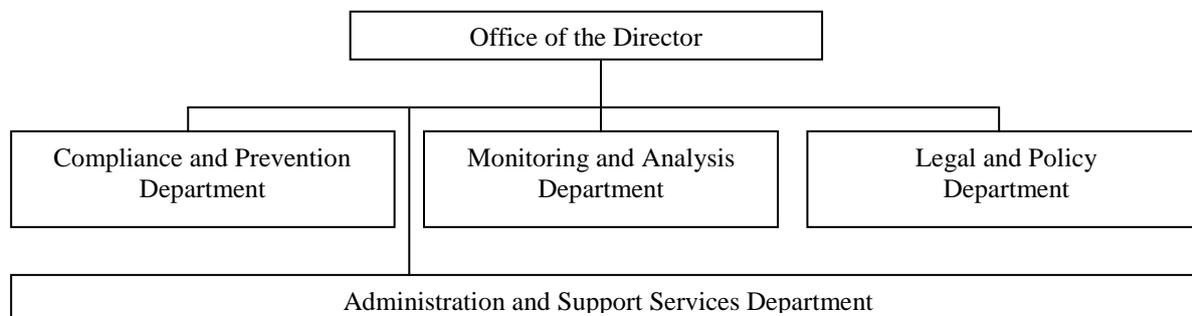 Office of the Director
Compliance and Prevention
Department
Monitoring and Analysis
Department
Legal and Policy
Department
Administration and Support Services Department